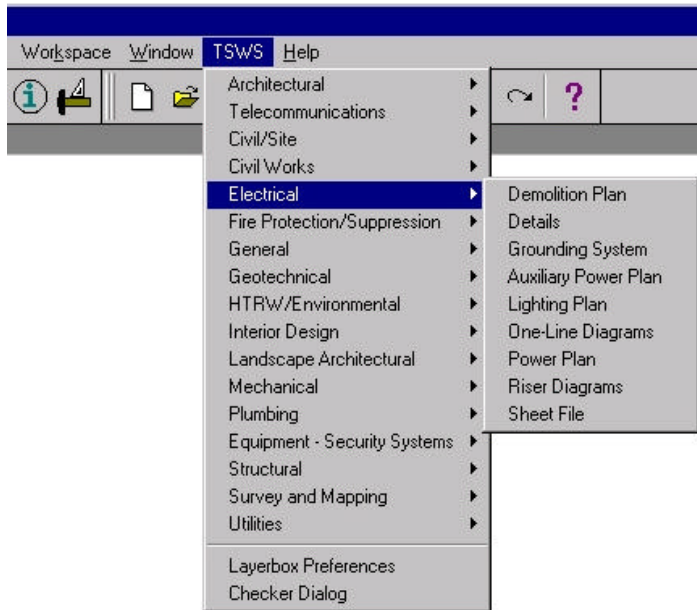 Workspace Window TSWS Help
Architectural
Telecommunications
Civil/Site
Civil Works
Electrical
Fire Protection/Suppression
General
Geotechnical
HTRW/Environmental
Interior Design
Landscape Architectural
Mechanical
Plumbing
Equipment - Security Systems
Structural
Survey and Mapping
Utilities
Layerbox Preferences
Checker Dialog
Demolition Plan
Details
Grounding System
Auxiliary Power Plan
Lighting Plan
One-Line Diagrams
Power Plan
Riser Diagrams
Sheet File